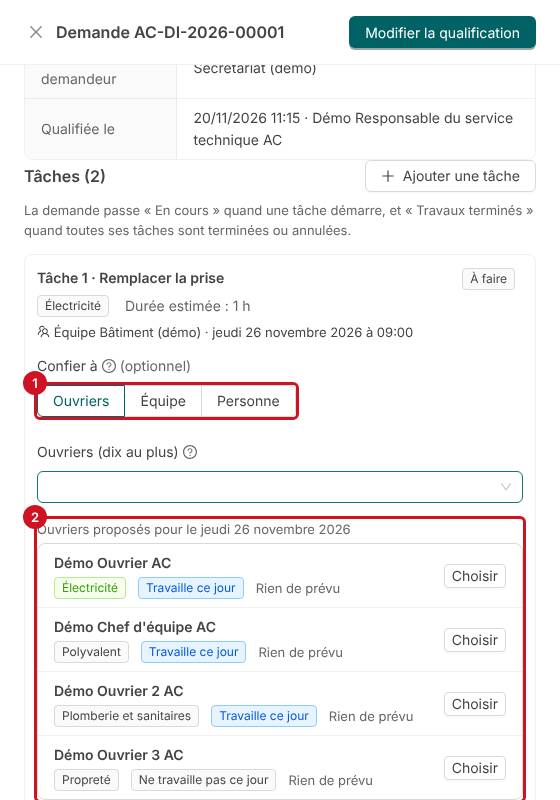 Demande AC-DI-2026-00001
Modifier la qualification
demandeur
Secrétariat (démo)
Qualifiée le
20/11/2026 11:15 · Démo Responsable du service
technique AC
Tâches (2)
Ajouter une tâche
La demande passe « En cours » quand une tâche démarre, et « Travaux terminés »
quand toutes ses tâches sont terminées ou annulées.
Tâche 1 · Remplacer la prise
À faire
Électricité
Durée estimée : 1 h
Équipe Bâtiment (démo) · jeudi 26 novembre 2026 à 09:00
Confier à ? (optionnel)
1
Ouvriers
Équipe
Personne
Ouvriers (dix au plus) ?
2
Ouvriers proposés pour le jeudi 26 novembre 2026
Démo Ouvrier AC
Électricité
Travaille ce jour
Rien de prévu
Choisir
Démo Chef d'équipe AC
Polyvalent
Travaille ce jour
Rien de prévu
Choisir
Démo Ouvrier 2 AC
Plomberie et sanitaires
Travaille ce jour
Rien de prévu
Choisir
Démo Ouvrier 3 AC
Propreté
Ne travaille pas ce jour
Rien de prévu
Choisir